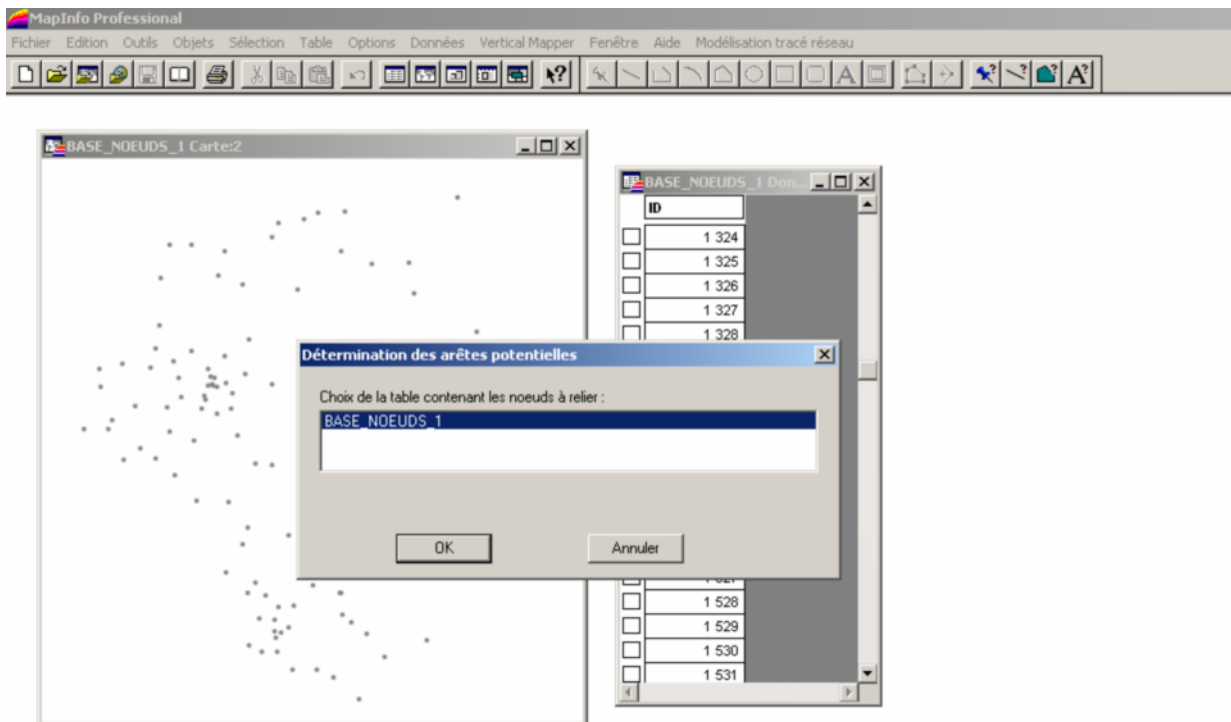 MapInfo Professional
Fichier Edition Outils Objets Sélection Table Options Données Vertical Mapper Fenêtre Aide Modélisation tracé réseau
BASE_NOEUDS_1 Carte:2
BASE_NOEUDS_1 Don...
ID
1 324
1 325
1 326
1 327
1 328
Détermination des arêtes potentielles
Choix de la table contenant les noeuds à relier :
BASE_NOEUDS_1
OK Annuler
1 528
1 529
1 530
1 531